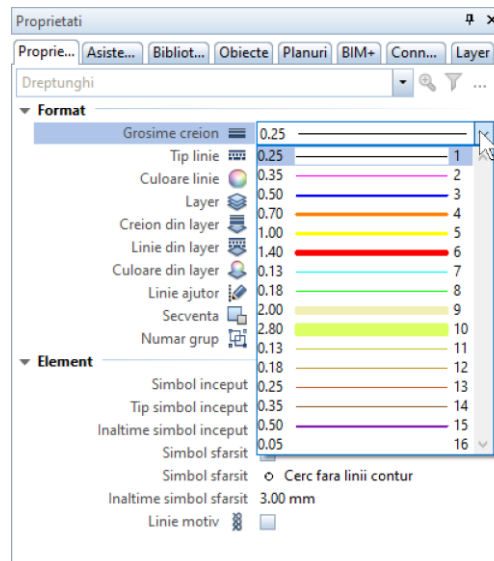 Proprietati
Proprie... Asiste... Bibliot... Obiecte Planuri BIM+ Conn... Layer
Dreptunghi ...
Format
Grosime creion 0.25
Tip linie 0.25 1
Culoare linie 0.35 2
Layer 0.50 3
Creion din layer 0.70 4
Linie din layer 1.00 5
Culoare din layer 1.40 6
Linie ajutor 0.13 7
Secventa 0.18 8
Numar grup 2.00 9
2.80 10
0.13 11
Element 0.18 12
Simbol inceput 0.25 13
Tip simbol inceput 0.35 14
Inaltime simbol inceput 0.50 15
Simbol sfarsit 0.05 16
Simbol sfarsit Cerc fara linii contur
Inaltime simbol sfarsit 3.00 mm
Linie motiv